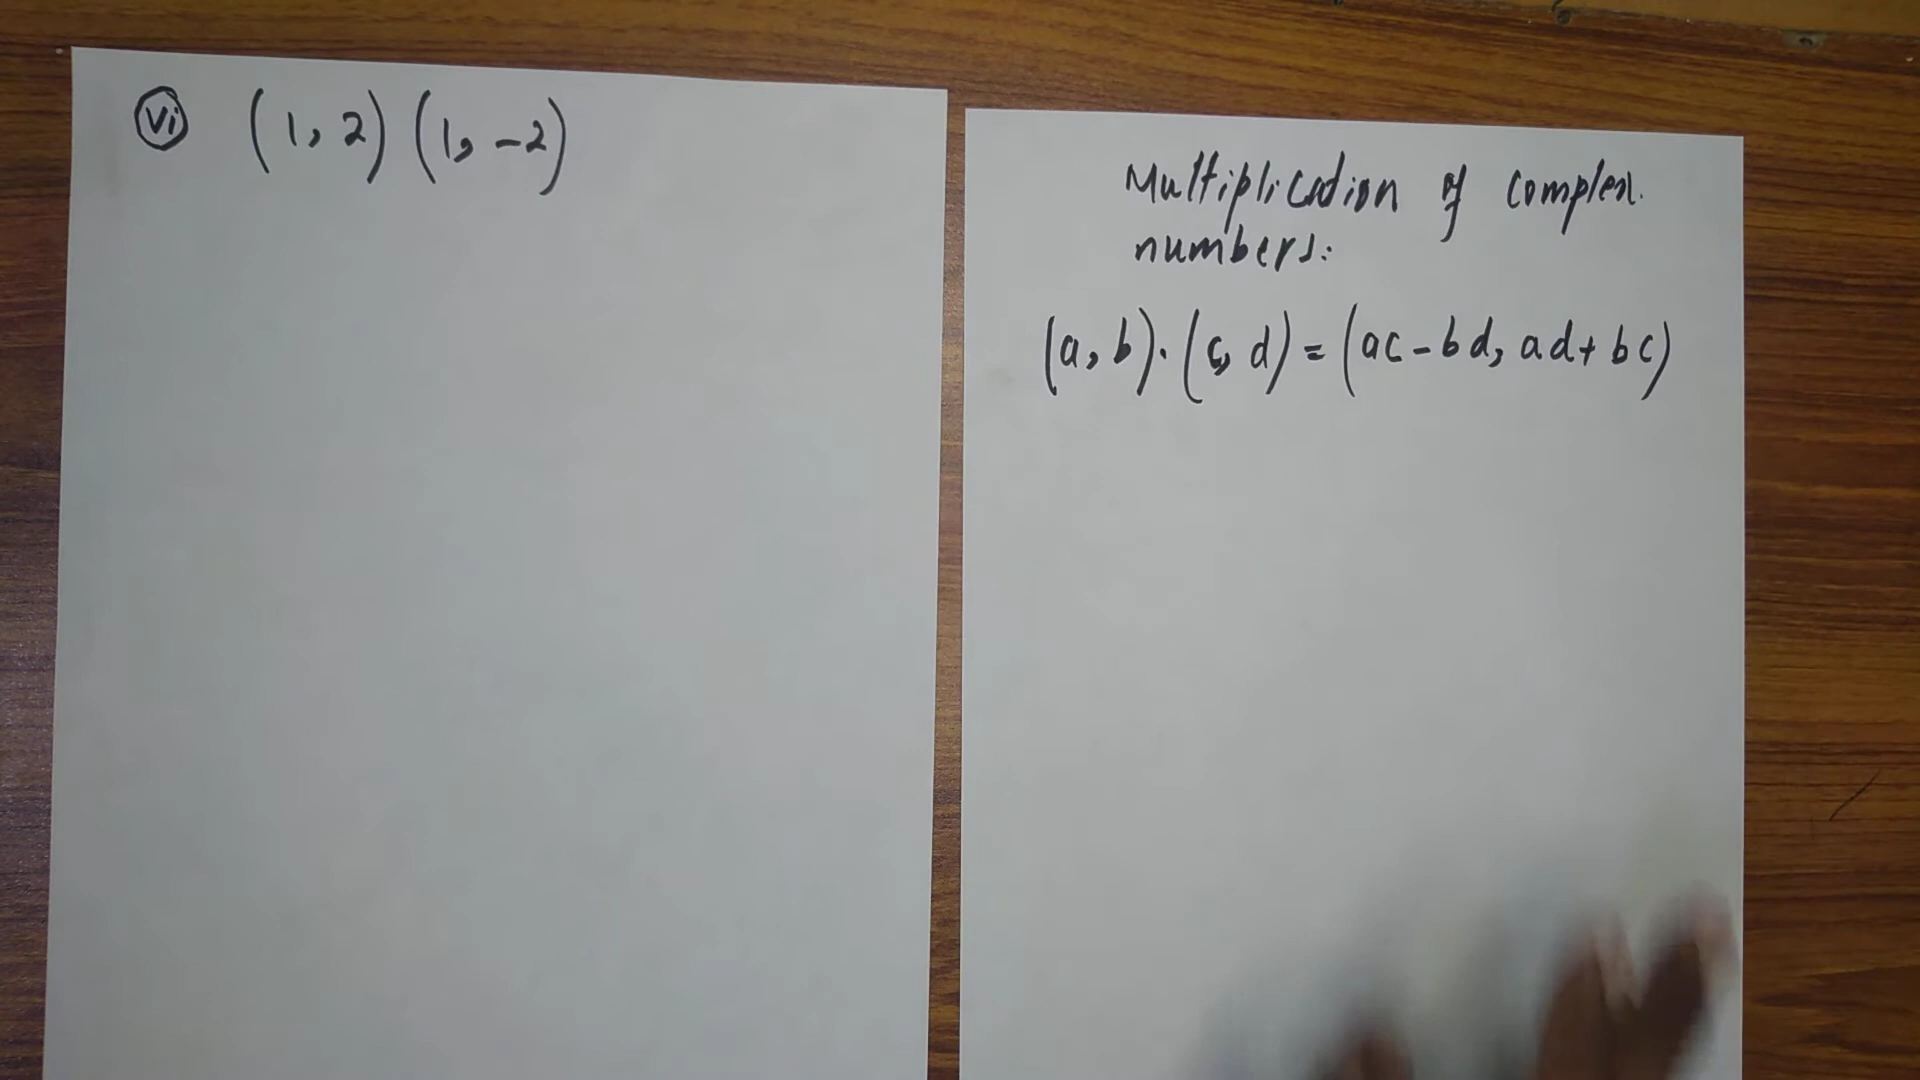 (vi) (1, 2) (1, -2)
Multiplication of complex
numbers:
(a, b) . (c, d) = (ac - bd, ad + bc)